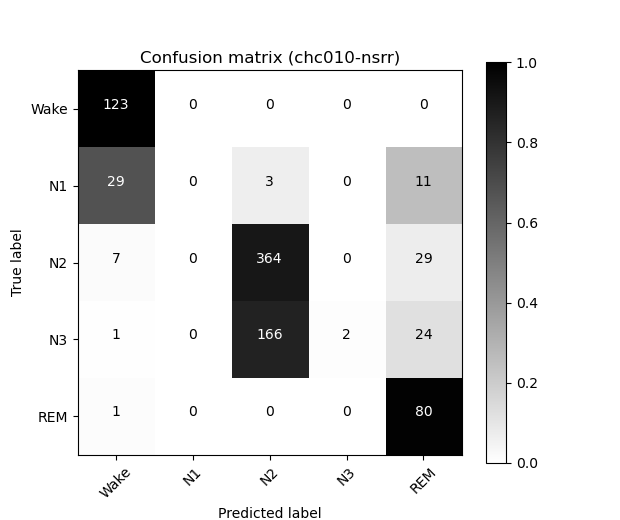 Confusion matrix (chc010-nsrr)
True label
Wake 123 0 0 0 0
N1 29 0 3 0 11
N2 7 0 364 0 29
N3 1 0 166 2 24
REM 1 0 0 0 80
Wake N1 N2 N3 REM
Predicted label
1.0
0.8
0.6
0.4
0.2
0.0